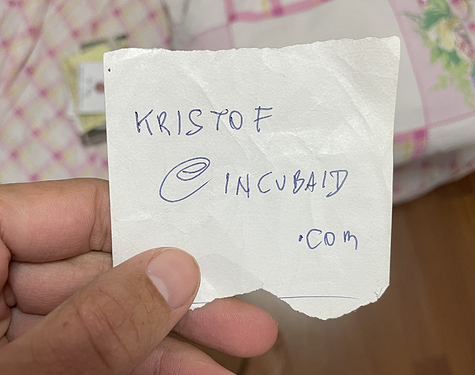 KRISTOF
@ INCUBAID
.com